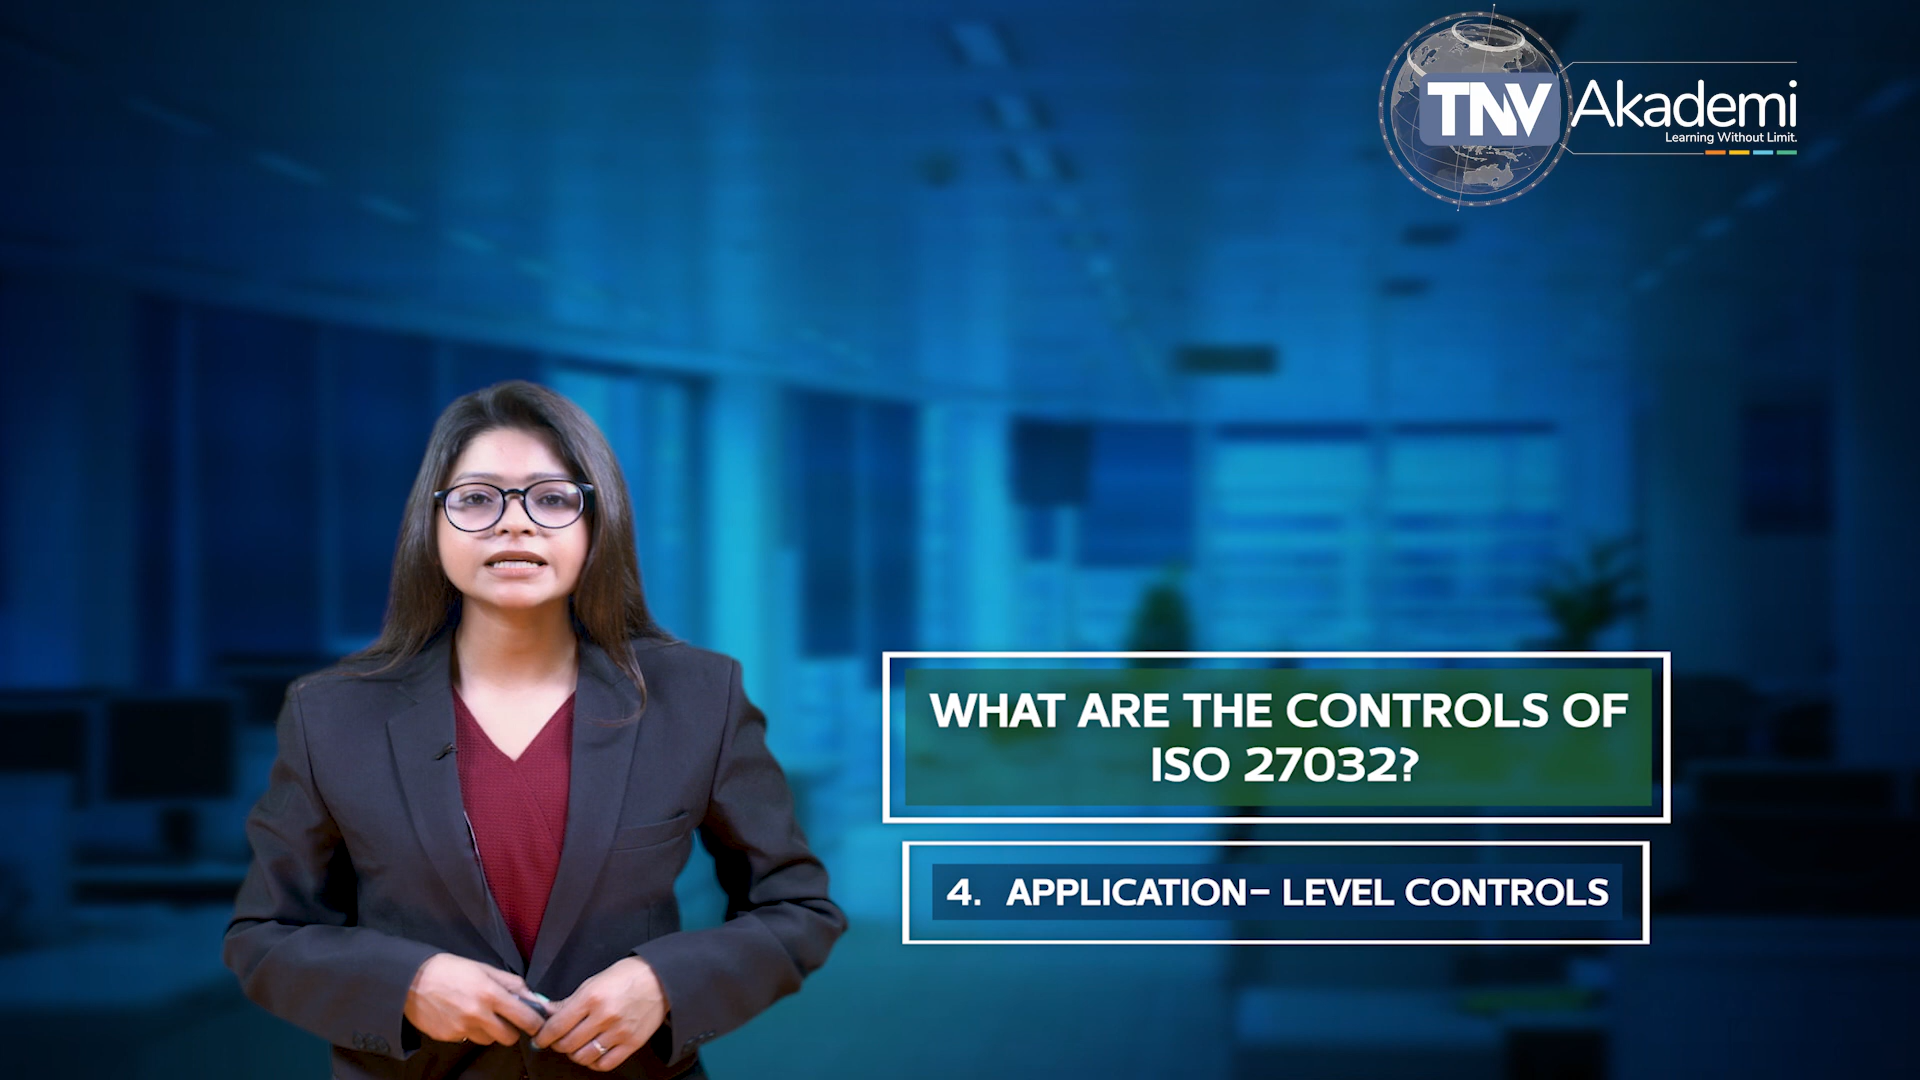 TNV Akademi
Learning Without Limit.
WHAT ARE THE CONTROLS OF
ISO 27032?
4. APPLICATION– LEVEL CONTROLS